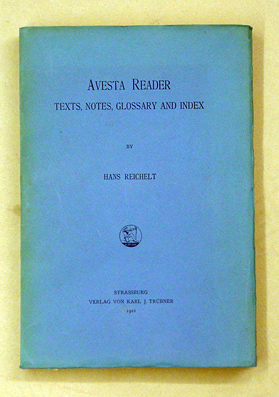 AVESTA READER
TEXTS, NOTES, GLOSSARY AND INDEX
BY
HANS REICHELT
STRASSBURG
VERLAG VON KARL J. TRÜBNER
1911